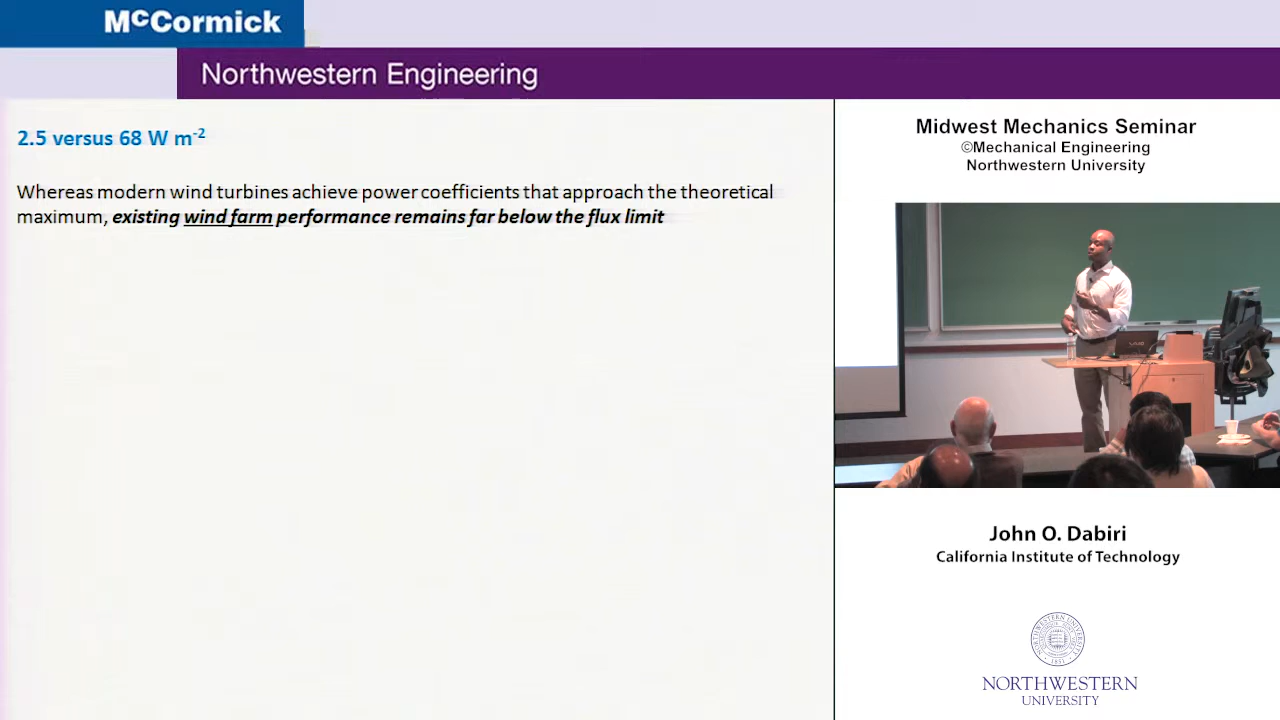 McCormick
Northwestern Engineering
2.5 versus 68 W m-2
Whereas modern wind turbines achieve power coefficients that approach the theoretical
maximum, existing wind farm performance remains far below the flux limit
Midwest Mechanics Seminar
©Mechanical Engineering
Northwestern University
VAIO
John O. Dabiri
California Institute of Technology
1851
NORTHWESTERN
UNIVERSITY